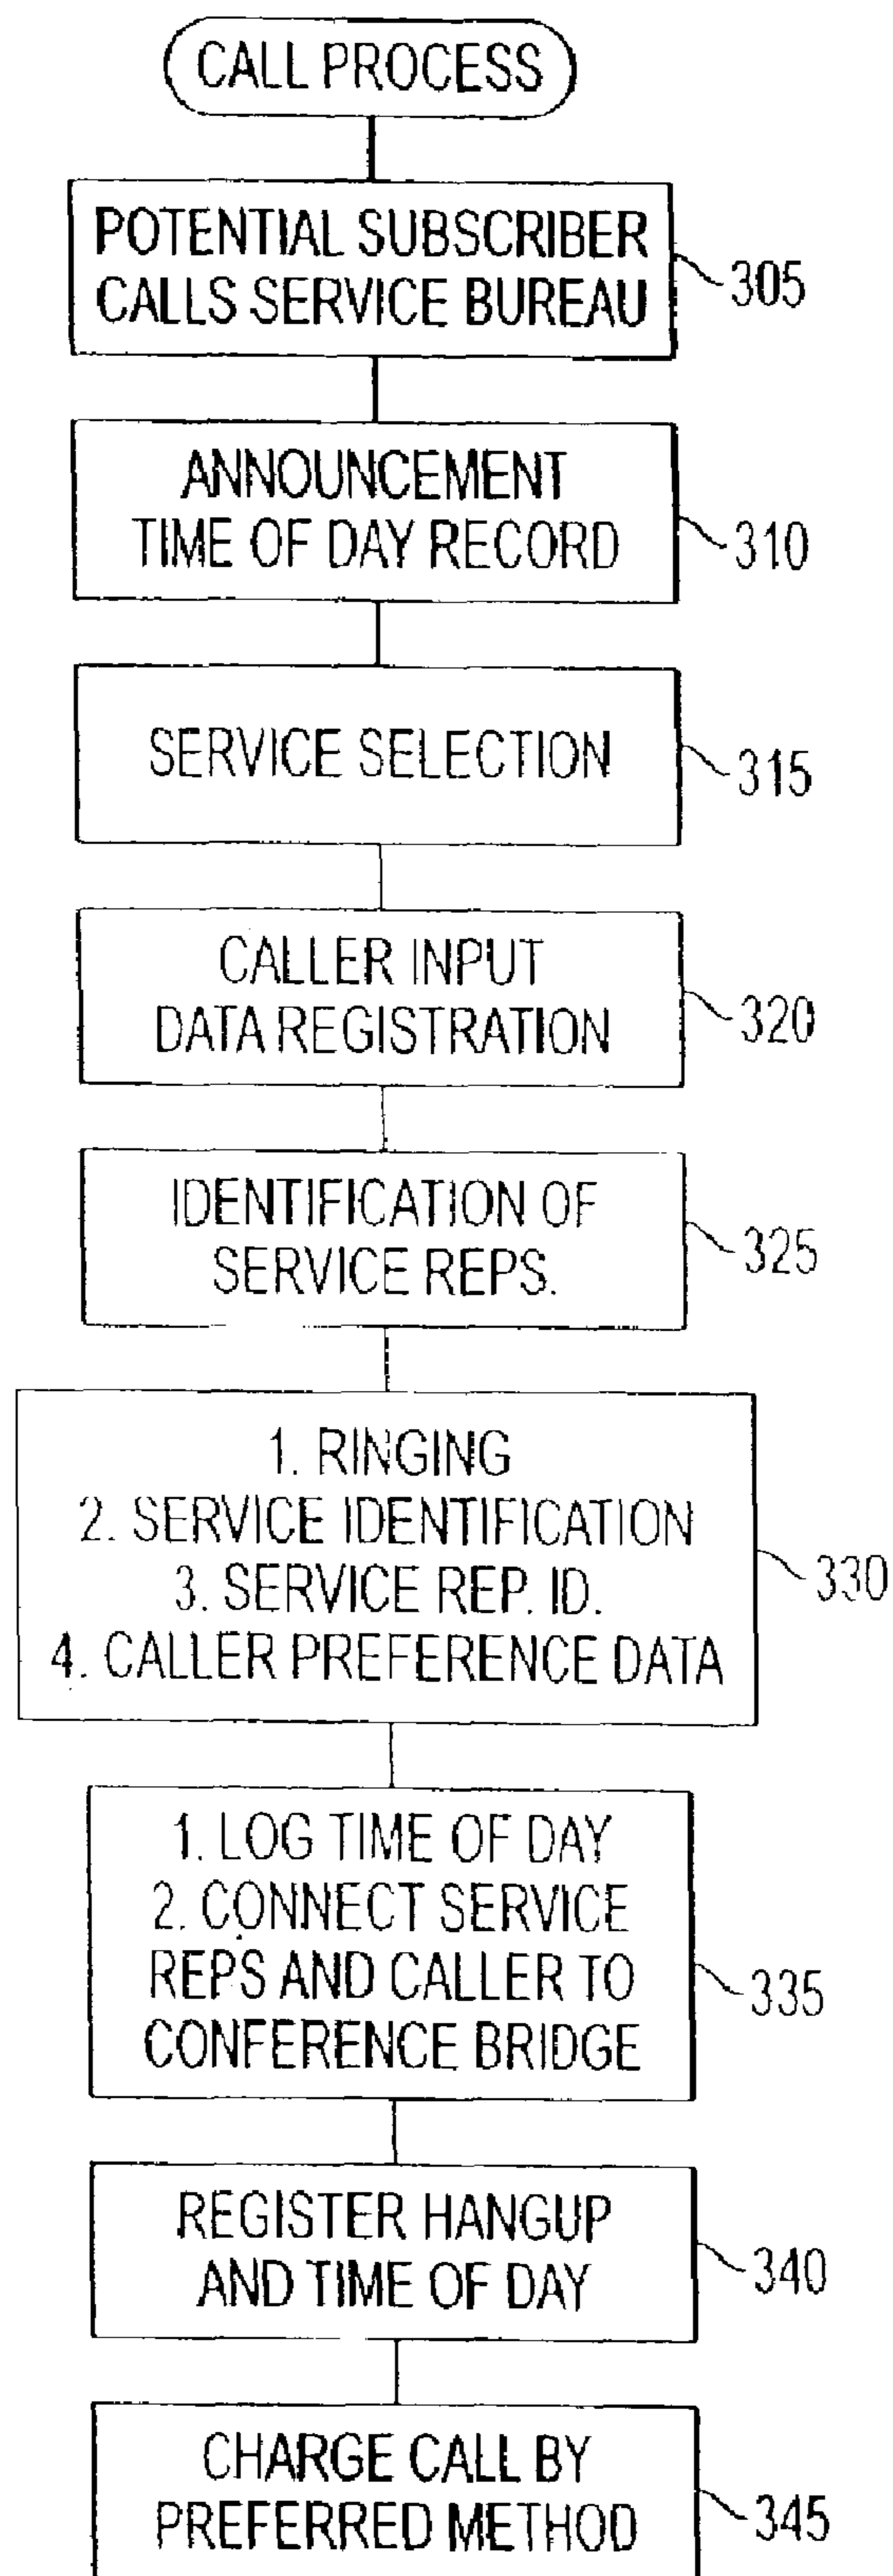 CALL PROCESS
POTENTIAL SUBSCRIBER
CALLS SERVICE BUREAU
305
ANNOUNCEMENT
TIME OF DAY RECORD
310
SERVICE SELECTION
315
CALLER INPUT
DATA REGISTRATION
320
IDENTIFICATION OF
SERVICE REPS.
325
1. RINGING
2. SERVICE IDENTIFICATION
3. SERVICE REP. ID.
4. CALLER PREFERENCE DATA
330
1. LOG TIME OF DAY
2. CONNECT SERVICE
REPS AND CALLER TO
CONFERENCE BRIDGE
335
REGISTER HANGUP
AND TIME OF DAY
340
CHARGE CALL BY
PREFERRED METHOD
345